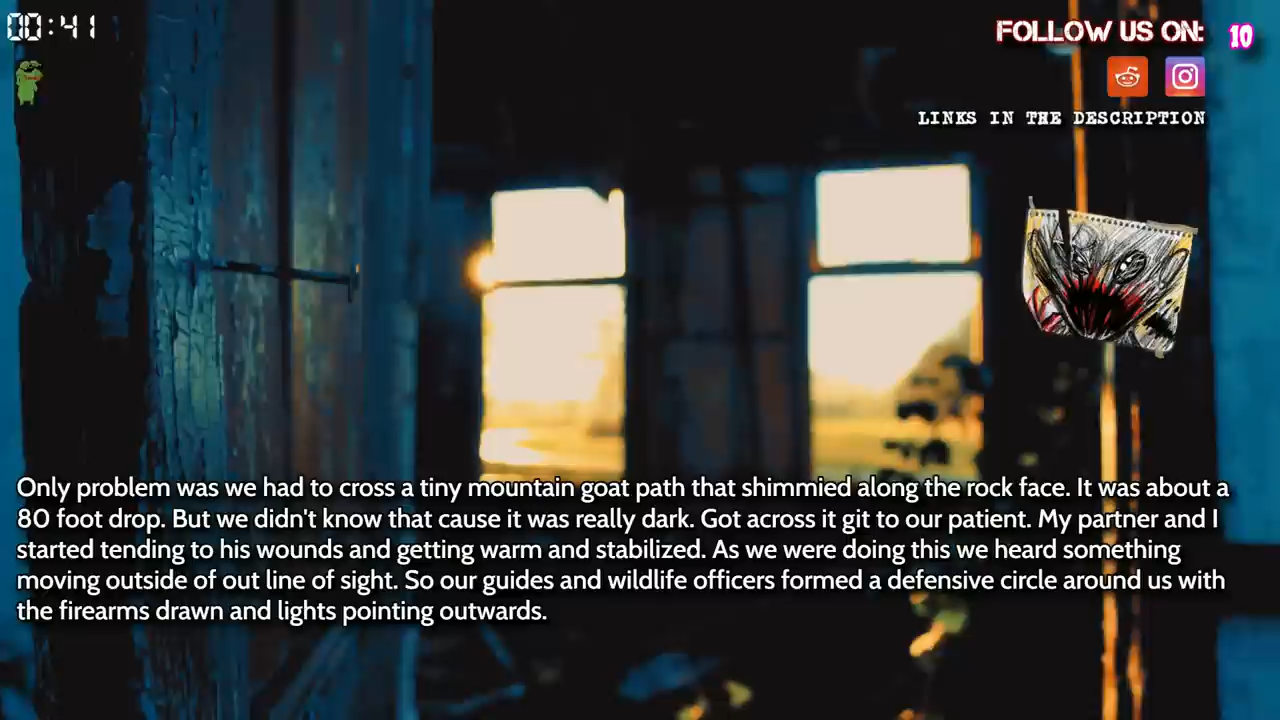 00:41
FOLLOW US ON:
10
LINKS IN THE DESCRIPTION
Only problem was we had to cross a tiny mountain goat path that shimmied along the rock face. It was about a
80 foot drop. But we didn't know that cause it was really dark. Got across it git to our patient. My partner and I
started tending to his wounds and getting warm and stabilized. As we were doing this we heard something
moving outside of out line of sight. So our guides and wildlife officers formed a defensive circle around us with
the firearms drawn and lights pointing outwards.